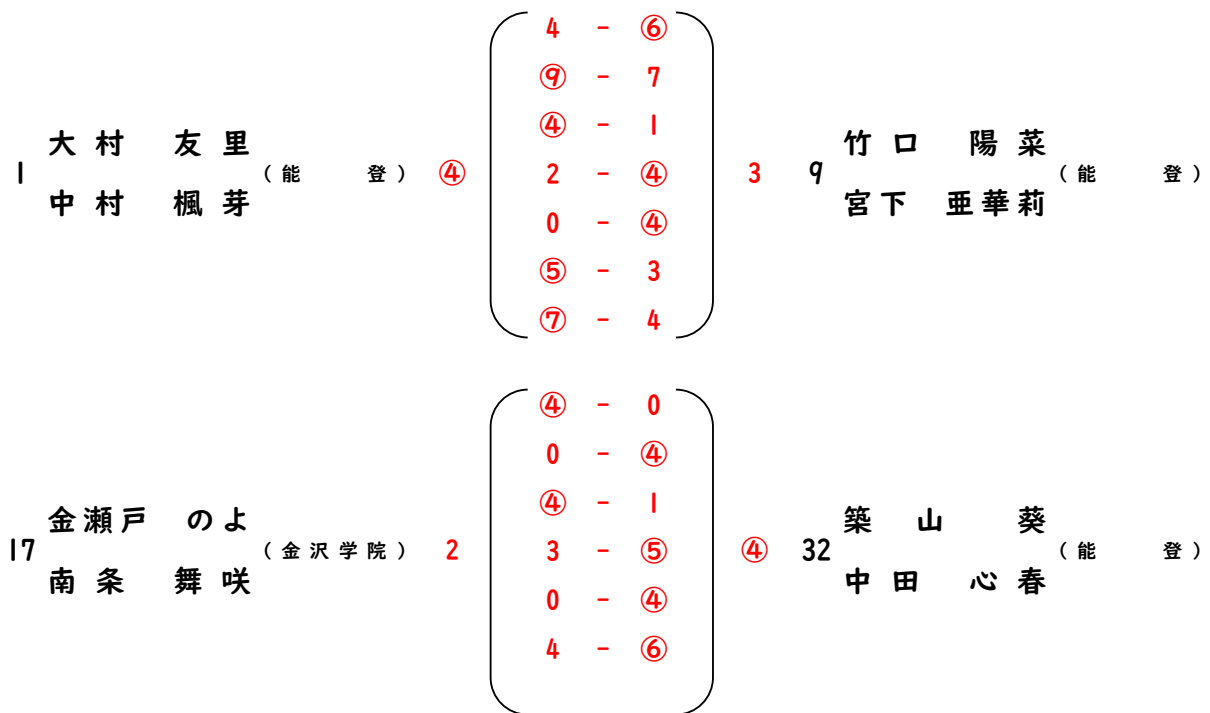 4 - ⑥
⑨ - 7
④ - 1
1 大村 友里 中村 楓芽 (能 登) ④ 2 - ④ 3 9 竹口 陽菜 宮下 亜華莉 (能 登)
0 - ④
⑤ - 3
⑦ - 4
④ - 0
0 - ④
④ - 1
17 金瀬戸 のよ 南条 舞咲 (金沢学院) 2 3 - ⑤ ④ 32 築山 葵 中田 心春 (能 登)
0 - ④
4 - ⑥